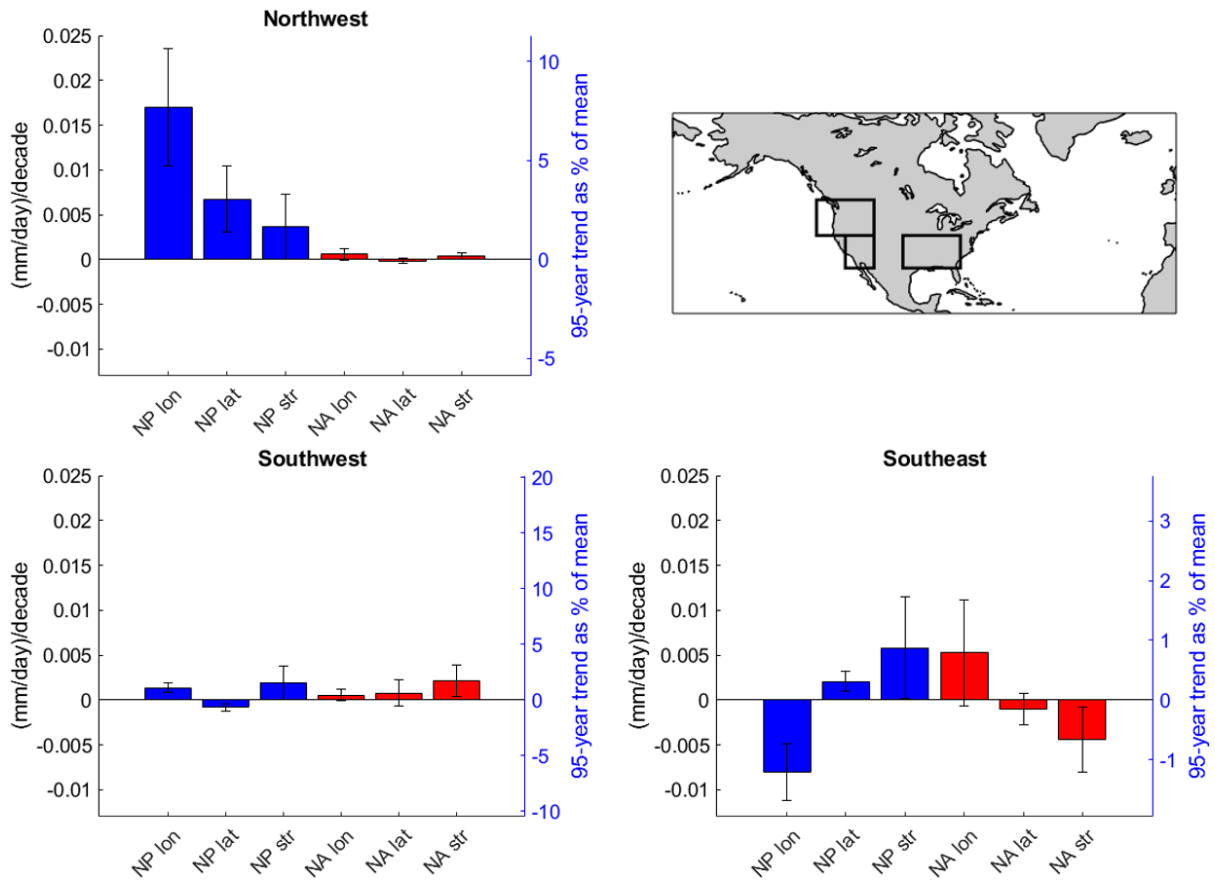 Northwest
0.025
0.02
0.015
0.01
0.005
0
-0.005
-0.01
(mm/day)/decade
10
5
0
-5
95-year trend as % of mean
NP lon
NP lat
NP str
NA lon
NA lat
NA str
Southwest
0.025
0.02
0.015
0.01
0.005
0
-0.005
-0.01
(mm/day)/decade
20
15
10
5
0
-5
-10
95-year trend as % of mean
NP lon
NP lat
NP str
NA lon
NA lat
NA str
Southeast
0.025
0.02
0.015
0.01
0.005
0
-0.005
-0.01
(mm/day)/decade
3
2
1
0
-1
95-year trend as % of mean
NP lon
NP lat
NP str
NA lon
NA lat
NA str